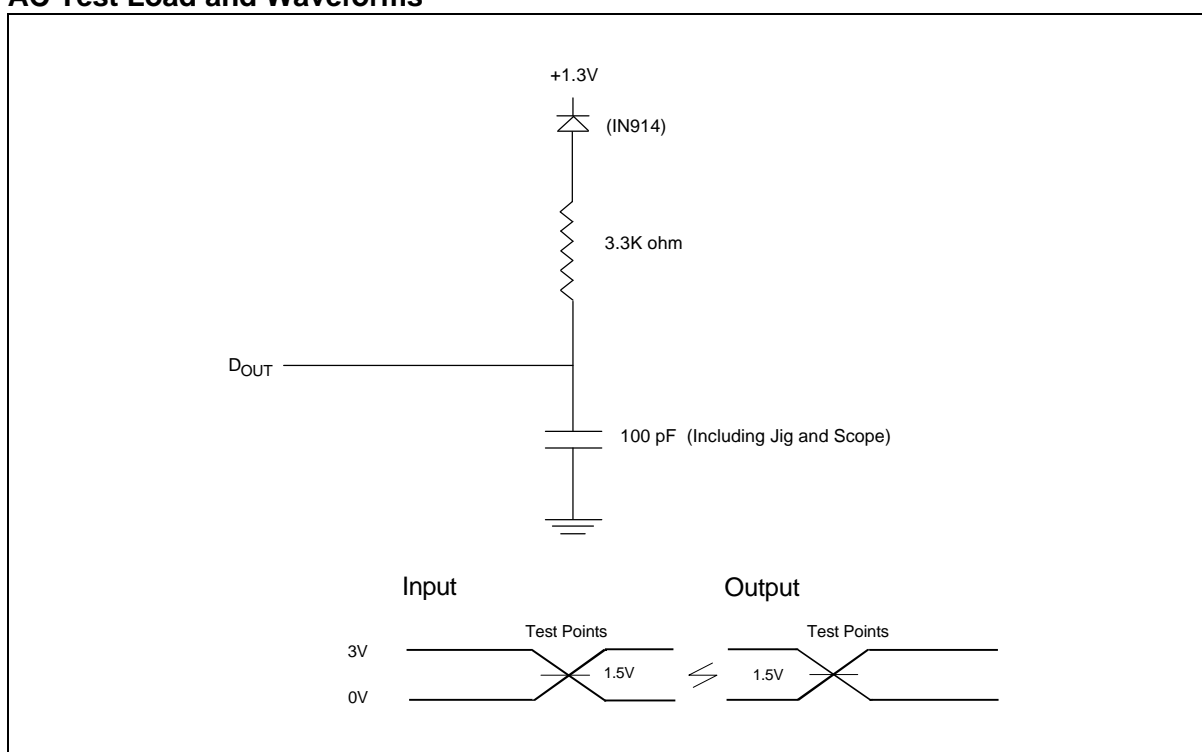 AC Test Load and Waveforms
+1.3V
(IN914)
3.3K ohm
DOUT
100 pF (Including Jig and Scope)
Input
Output
Test Points
Test Points
3V
1.5V
1.5V
0V